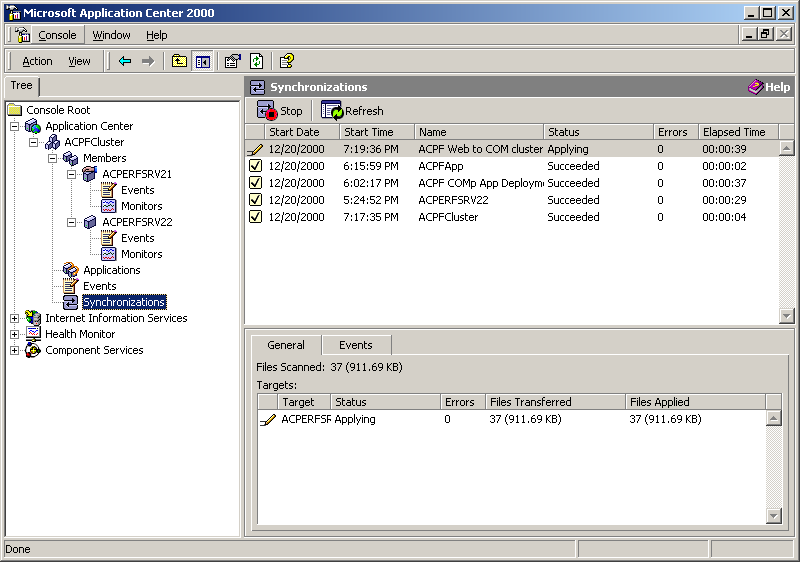 Microsoft Application Center 2000
Console Window Help
Action View
Tree
Console Root
Application Center
ACPFCluster
Members
ACPERFSRV21
Events
Monitors
ACPERFSRV22
Events
Monitors
Applications
Events
Synchronizations
Internet Information Services
Health Monitor
Component Services
Synchronizations Help
Stop Refresh
Start Date Start Time Name Status Errors Elapsed Time
12/20/2000 7:19:36 PM ACPF Web to COM cluster Applying 0 00:00:39
12/20/2000 6:15:59 PM ACPFApp Succeeded 0 00:00:02
12/20/2000 6:02:17 PM ACPF COMp App Deploym Succeeded 0 00:00:37
12/20/2000 5:24:52 PM ACPERFSRV22 Succeeded 0 00:00:29
12/20/2000 7:17:35 PM ACPFCluster Succeeded 0 00:00:04
General Events
Files Scanned: 37 (911.69 KB)
Targets:
Target Status Errors Files Transferred Files Applied
ACPERFSR Applying 0 37 (911.69 KB) 37 (911.69 KB)
Done